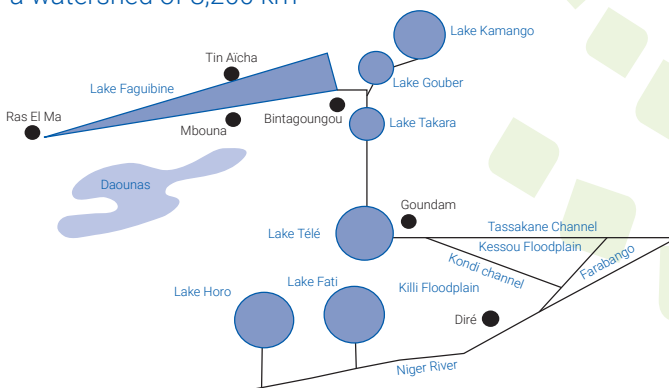 a watershed of 8,200 km
Lake Kamango
Tin Aïcha
Lake Gouber
Lake Faguibine
Ras El Ma
Mbouna
Bintagoungou
Lake Takara
Daounas
Goundam
Tassakane Channel
Lake Télé
Kessou Floodplain
Kondi channel
Farabango
Lake Horo
Lake Fati
Killi Floodplain
Diré
Niger River